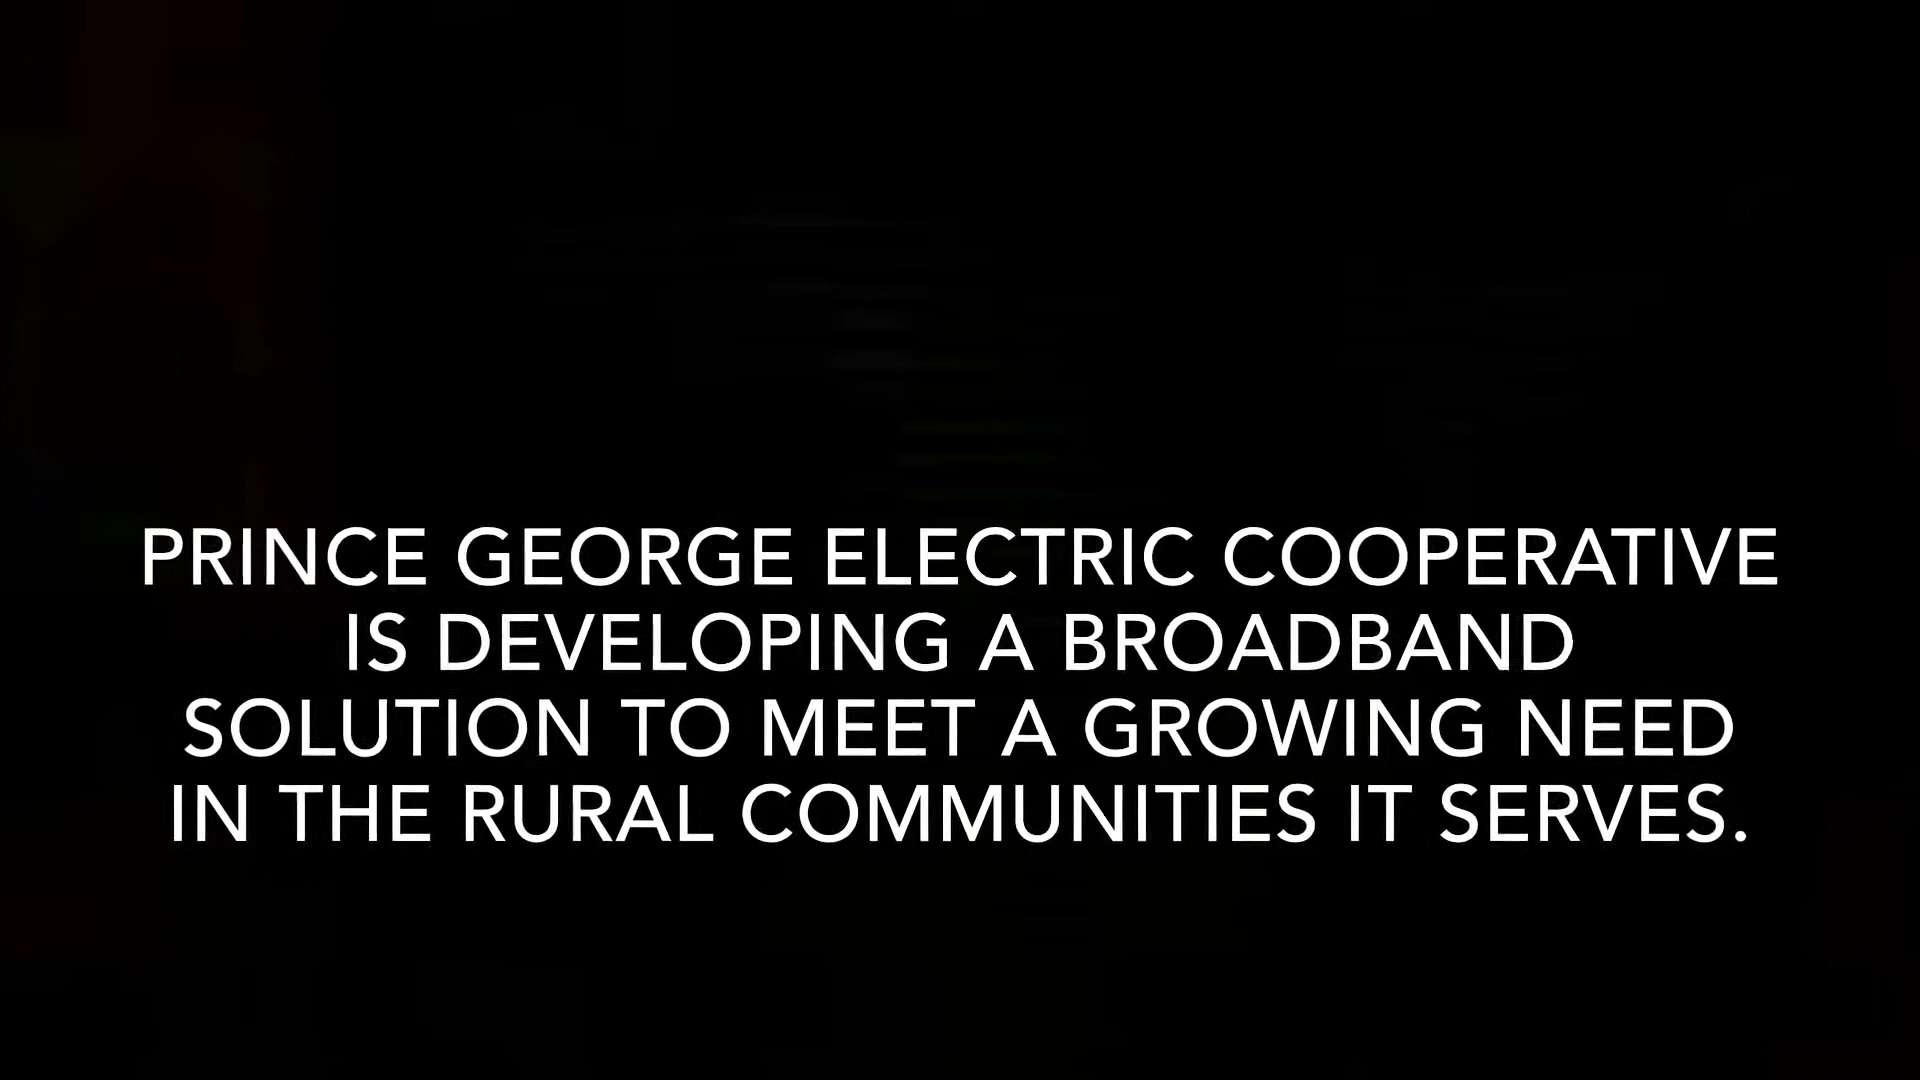 PRINCE GEORGE ELECTRIC COOPERATIVE
IS DEVELOPING A BROADBAND
SOLUTION TO MEET A GROWING NEED
IN THE RURAL COMMUNITIES IT SERVES.